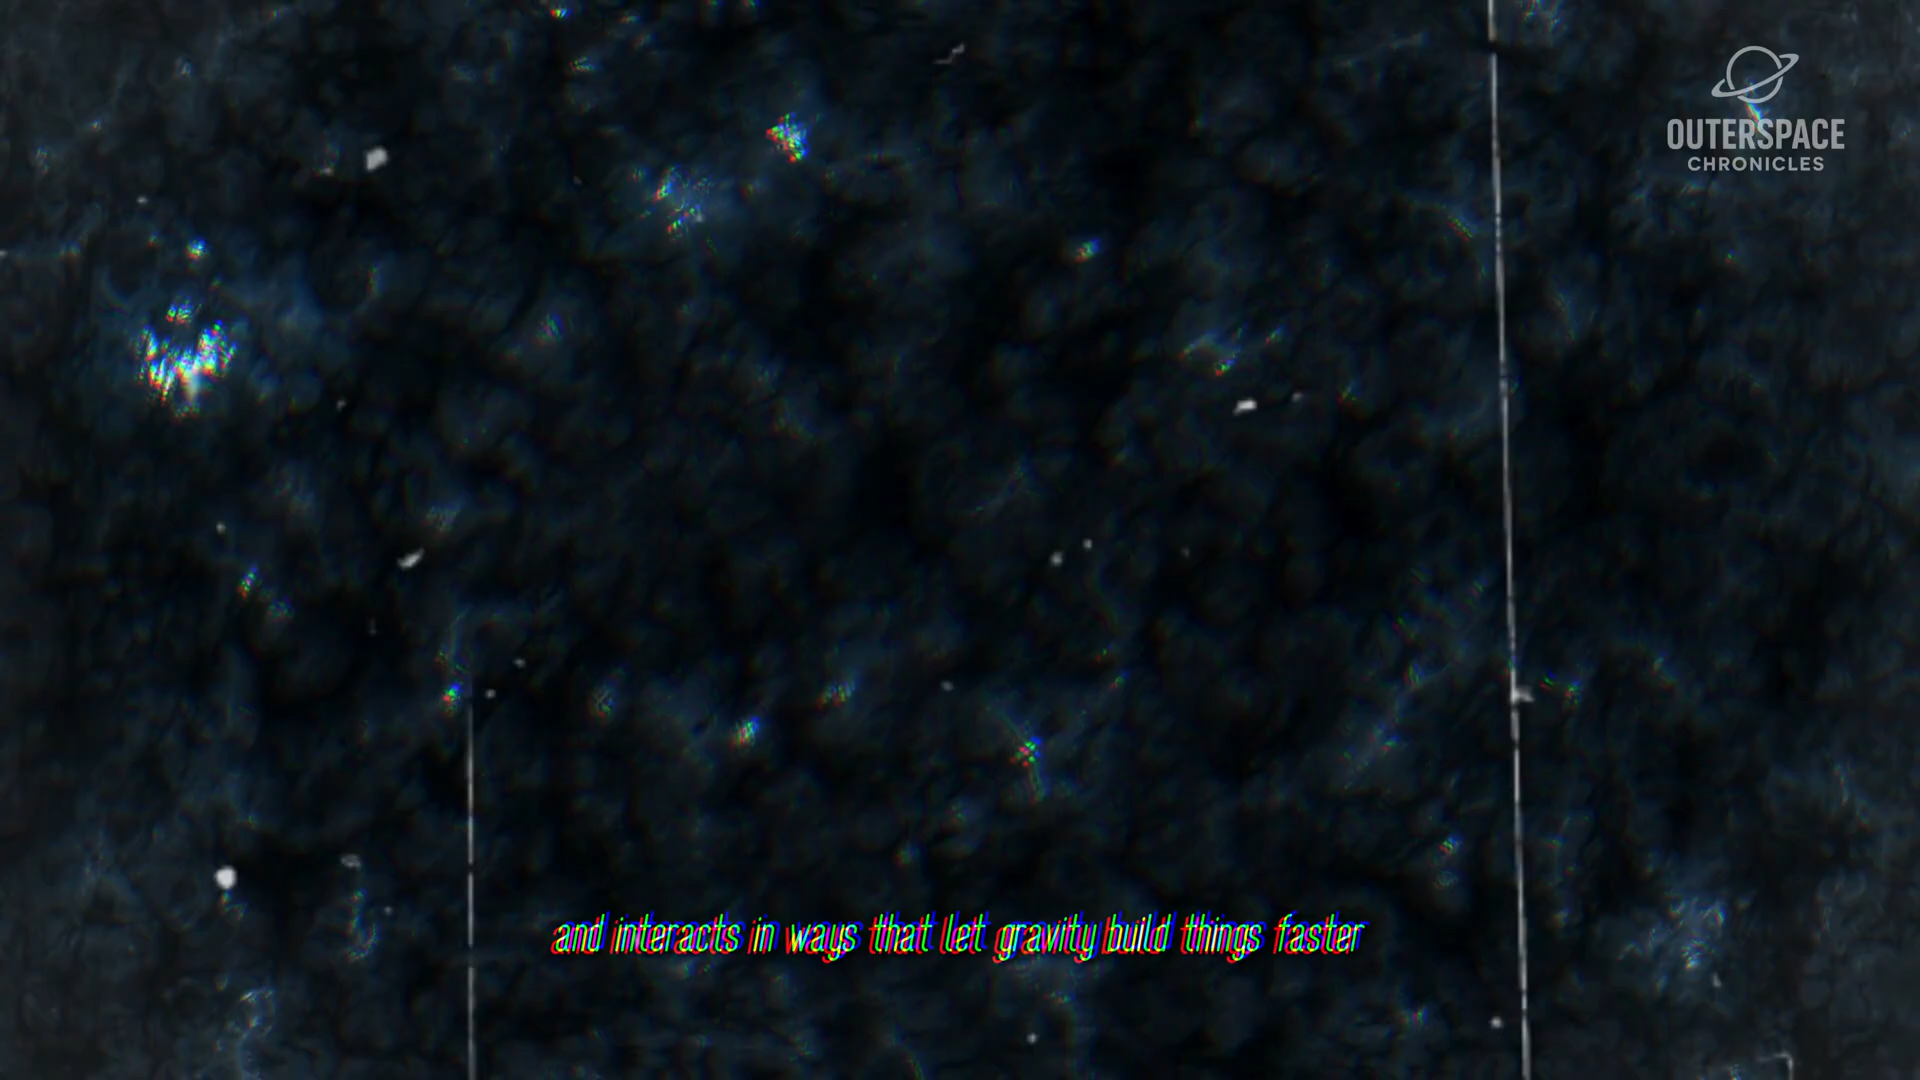 OUTERSPACE
CHRONICLES
and interacts in ways that let gravity build things faster